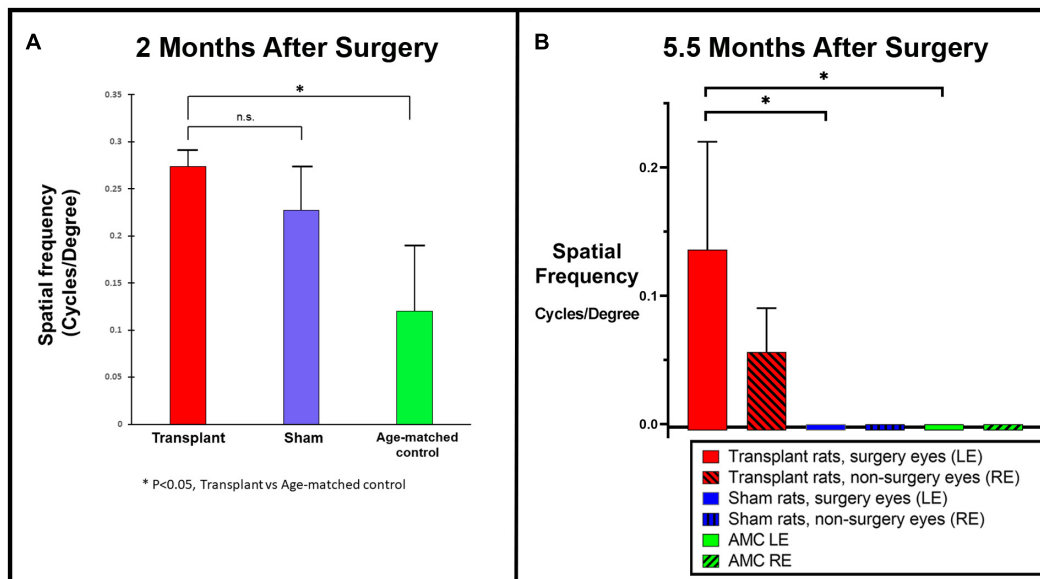 A
2 Months After Surgery
*
n.s.
0.35
0.3
0.25
0.2
0.15
0.1
0.05
0
Spatial frequency
(Cycles/Degree)
Transplant
Sham
Age-matched
control
* P<0.05, Transplant vs Age-matched control
B
5.5 Months After Surgery
*
*
0.2
0.1
0.0
Spatial
Frequency
Cycles/Degree
Transplant rats, surgery eyes (LE)
Transplant rats, non-surgery eyes (RE)
Sham rats, surgery eyes (LE)
Sham rats, non-surgery eyes (RE)
AMC LE
AMC RE